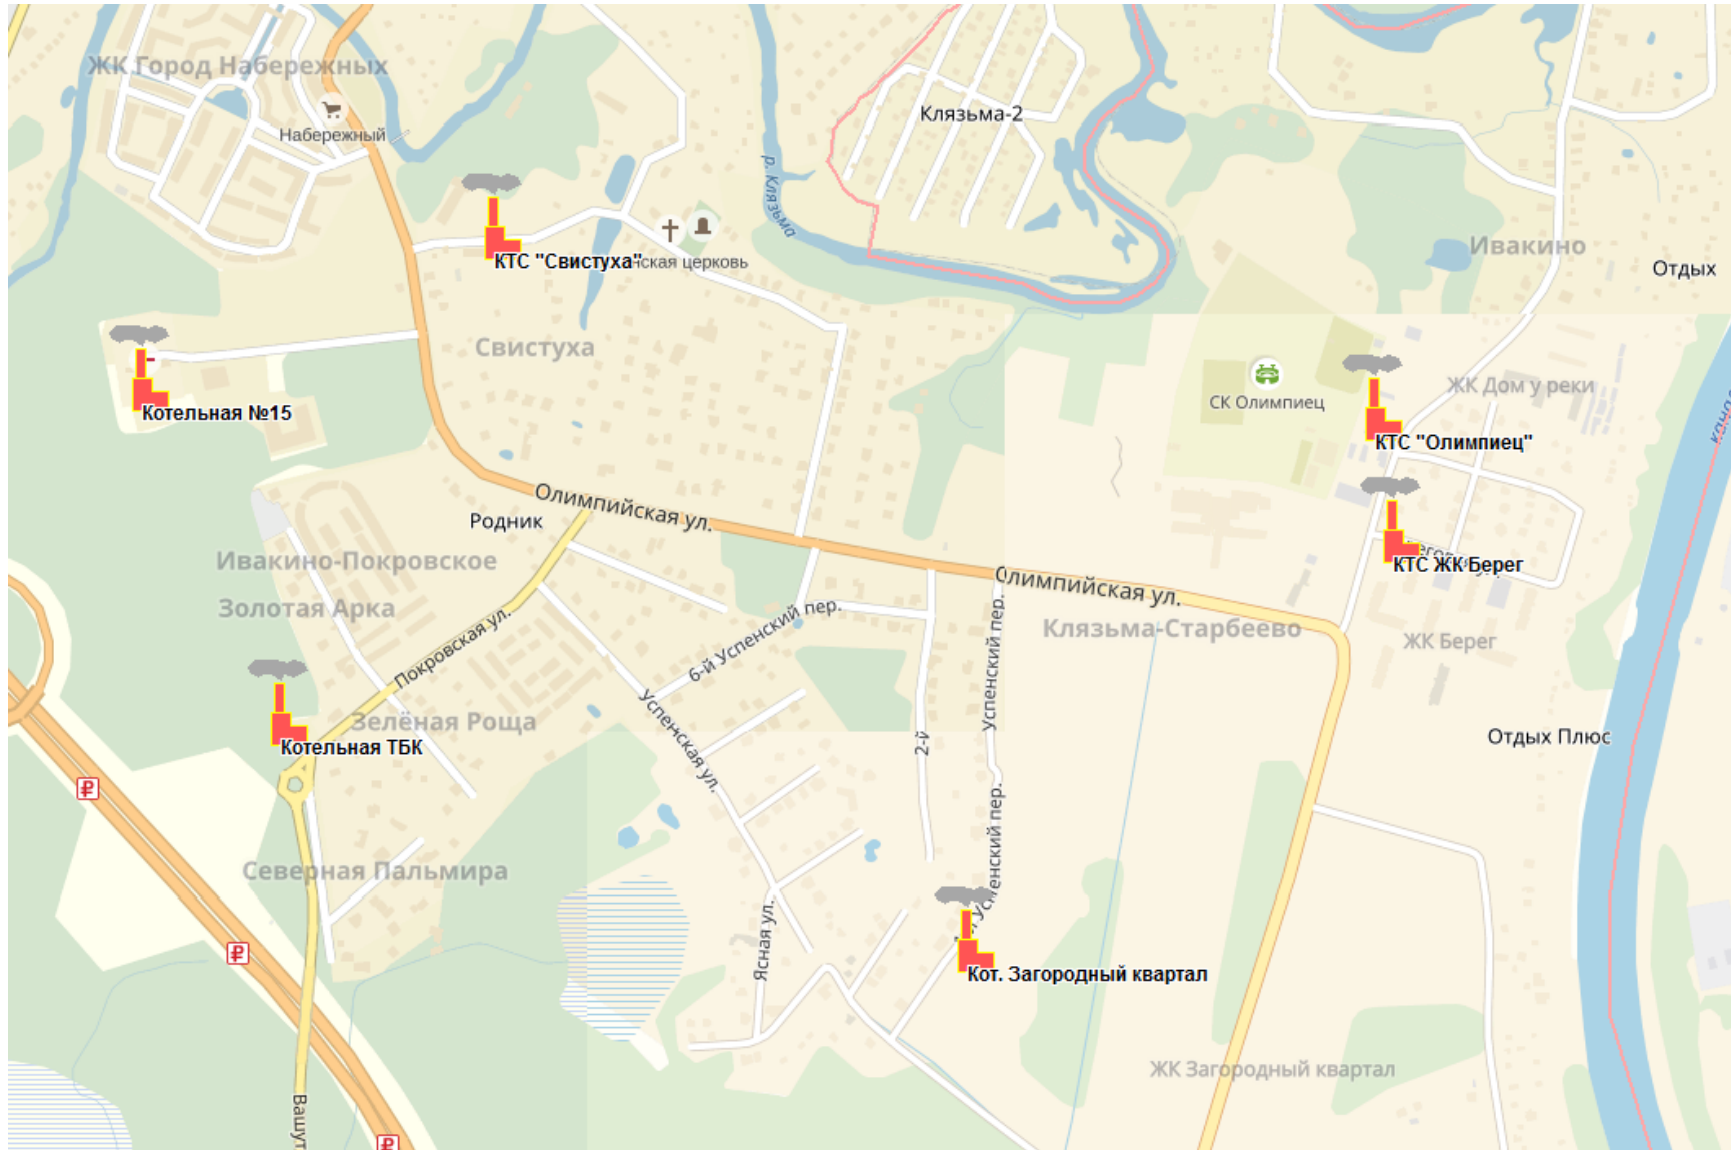 ЖК Город Набережных
Набережный
Клязьма-2
р. Клязьма
Ивакино
Отдых
КТС "Свистуха"
нская церковь
Свистуха
СК Олимпиец
ЖК Дом у реки
Котельная №15
КТС "Олимпиец"
Олимпийская ул.
Родник
Ивакино-Покровское
КТС ЖК Берег
Олимпийская ул.
Золотая Арка
Покровская ул.
6-й Успенский пер.
Успенский пер.
Клязьма-Старбеево
ЖК Берег
Зелёная Роща
Успенская ул.
2-й
Отдых Плюс
Котельная ТБК
₽
Успенский пер.
Северная Пальмира
Ясная ул.
₽
Кот. Загородный квартал
ЖК Загородный квартал
Вашут
₽